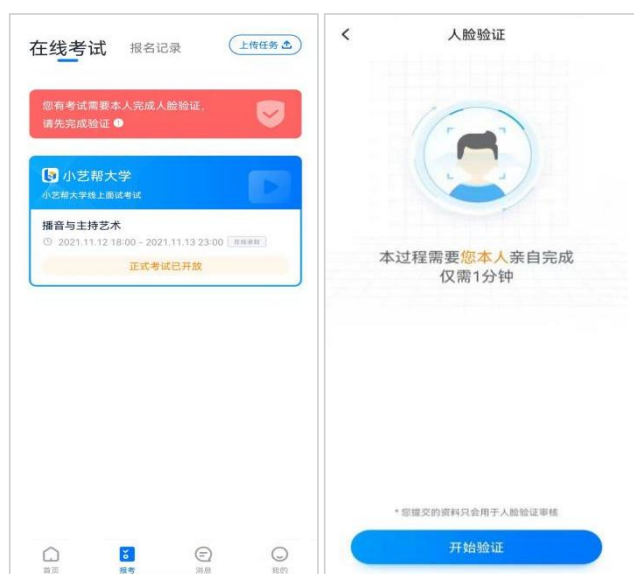 在线考试
报名记录
上传任务
您有考试需要本人完成人脸验证,
请先完成验证
小艺帮大学
小艺帮大学线上面试考试
播音与主持艺术
2021.11.12 18:00 - 2021.11.13 23:00
正式考试已开放
首页
报考
消息
我的
人脸验证
本过程需要您本人亲自完成
仅需1分钟
* 您提交的资料只会用于人脸验证审核
开始验证